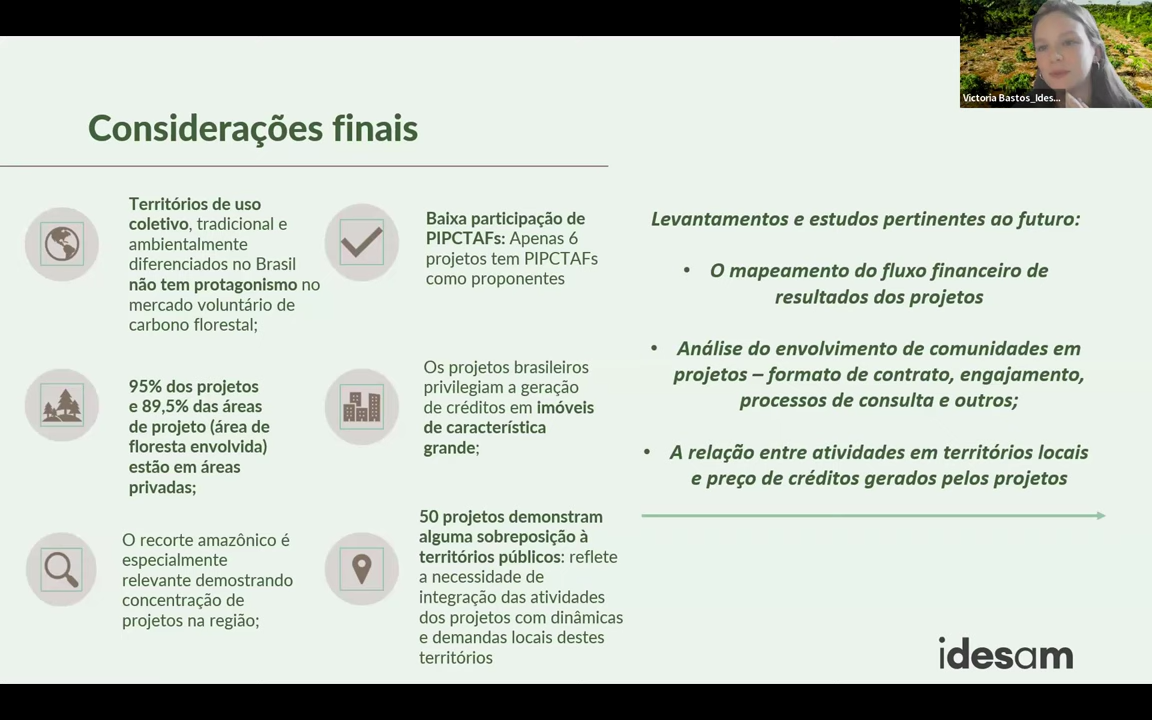 Victoria Bastos_Ides...
Considerações finais
Territórios de uso
coletivo, tradicional e
ambientalmente
diferenciados no Brasil
não tem protagonismo no
mercado voluntário de
carbono florestal;
Baixa participação de
PIPCTAFs: Apenas 6
projetos tem PIPCTAFs
como proponentes
95% dos projetos
e 89,5% das áreas
de projeto (área de
floresta envolvida)
estão em áreas
privadas;
Os projetos brasileiros
privilegiam a geração
de créditos em imóveis
de característica
grande;
O recorte amazônico é
especialmente
relevante demostrando
concentração de
projetos na região;
50 projetos demonstram
alguma sobreposição à
territórios públicos: reflete
a necessidade de
integração das atividades
dos projetos com dinâmicas
e demandas locais destes
territórios
Levantamentos e estudos pertinentes ao futuro:
• O mapeamento do fluxo financeiro de
resultados dos projetos
• Análise do envolvimento de comunidades em
projetos – formato de contrato, engajamento,
processos de consulta e outros;
• A relação entre atividades em territórios locais
e preço de créditos gerados pelos projetos
idesam